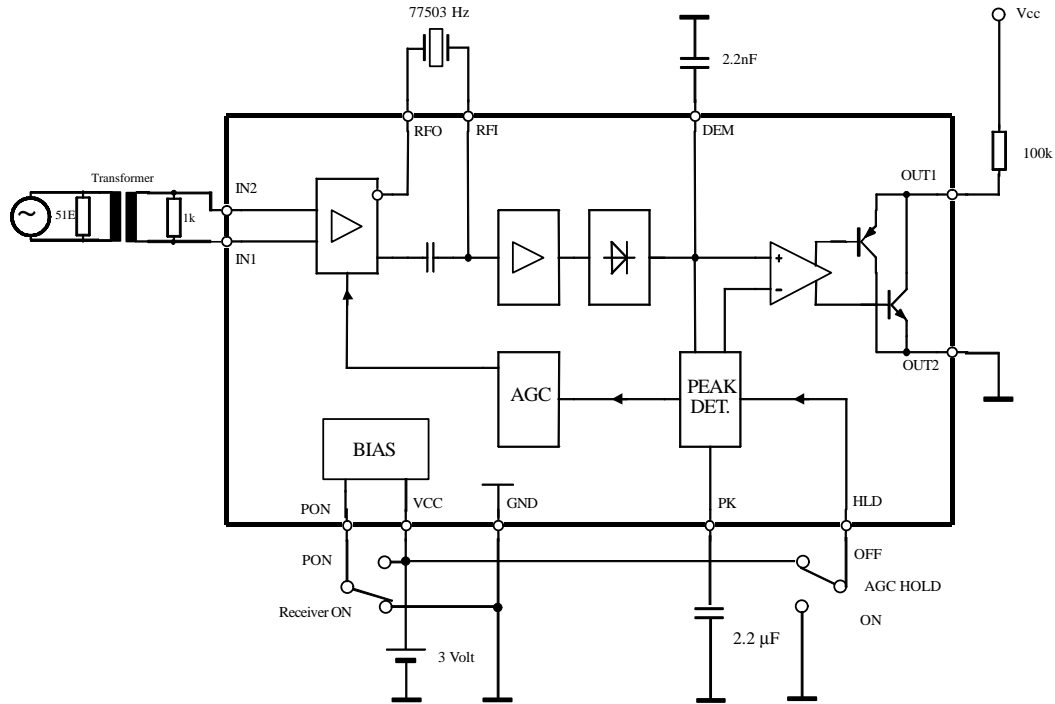 77503 Hz
Vcc
2.2nF
RFO
RFI
DEM
100k
Transformer
IN2
OUT1
51E
1k
~
IN1
+
-
OUT2
AGC
PEAK
DET.
BIAS
PON
VCC
GND
PK
HLD
PON
OFF
AGC HOLD
Receiver ON
ON
2.2 µF
3 Volt